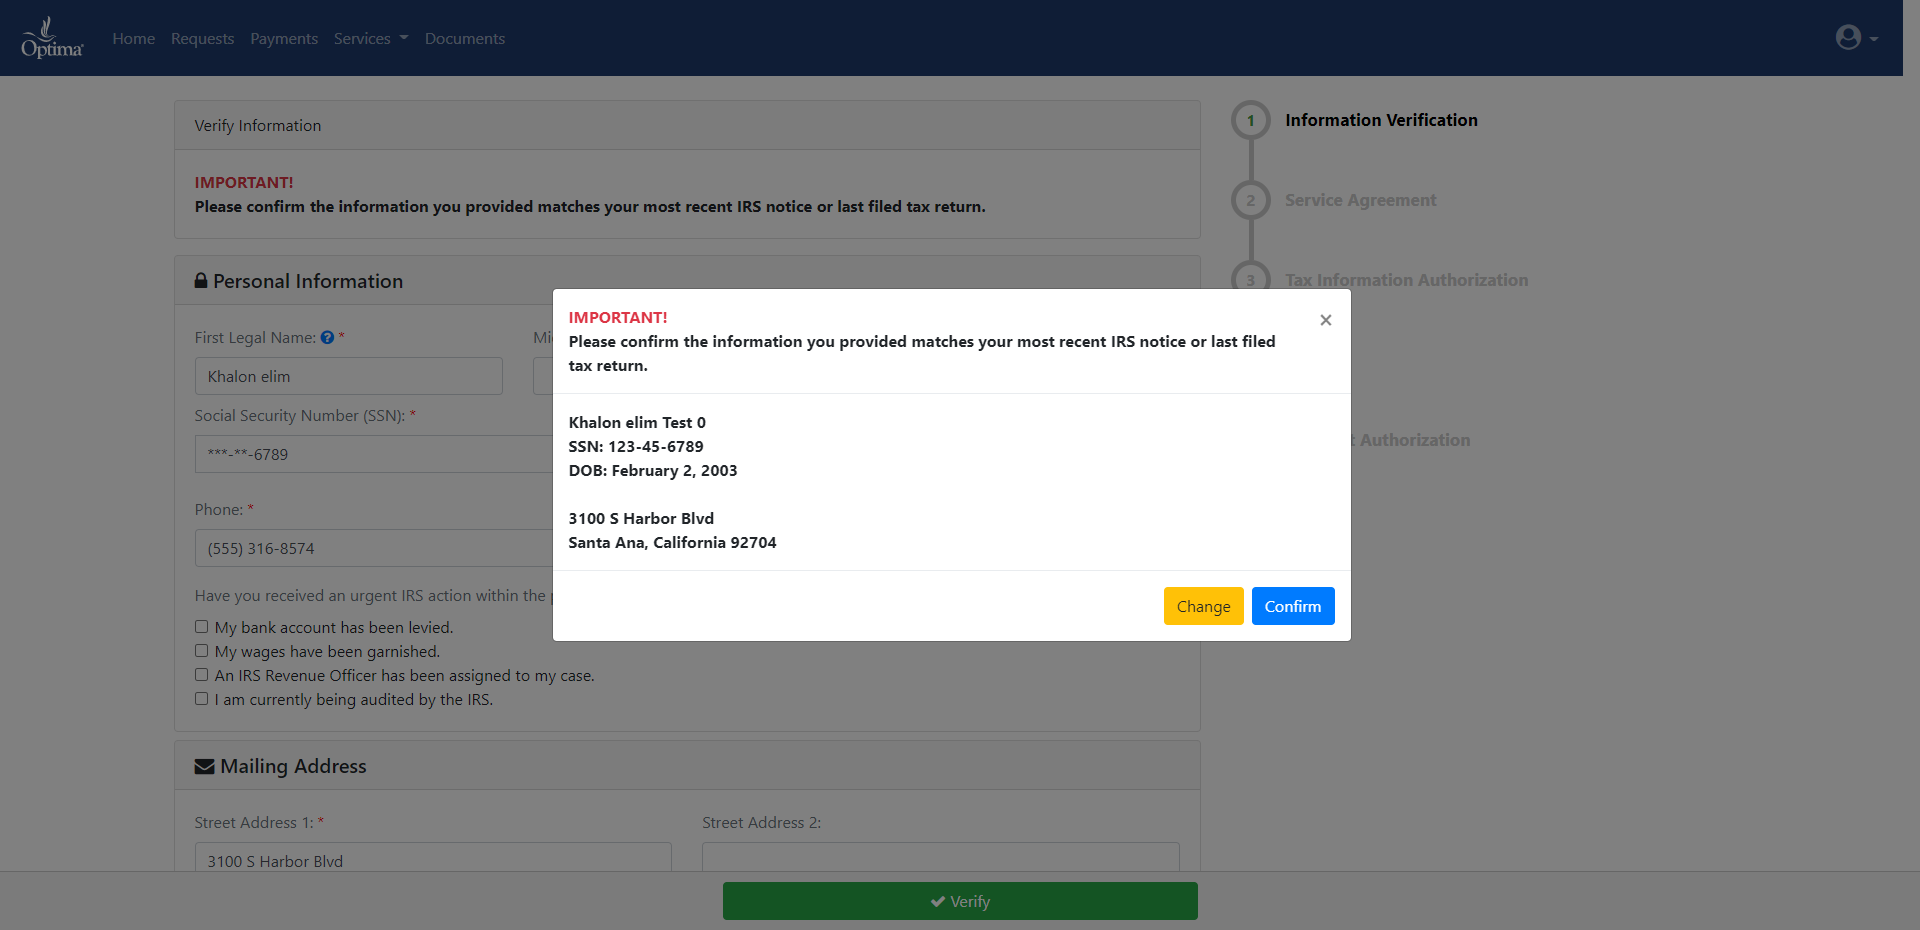 Optima
Home Requests Payments Services Documents
Verify Information
IMPORTANT!
Please confirm the information you provided matches your most recent IRS notice or last filed tax return.
1 Information Verification
2 Service Agreement
3 Tax Information Authorization
Authorization
Personal Information
First Legal Name: *
Khalon elim
Social Security Number (SSN): *
***-**-6789
Phone: *
(555) 316-8574
Have you received an urgent IRS action within the
My bank account has been levied.
My wages have been garnished.
An IRS Revenue Officer has been assigned to my case.
I am currently being audited by the IRS.
IMPORTANT!
Please confirm the information you provided matches your most recent IRS notice or last filed
tax return.
×
Khalon elim Test 0
SSN: 123-45-6789
DOB: February 2, 2003
3100 S Harbor Blvd
Santa Ana, California 92704
Change Confirm
Mailing Address
Street Address 1: *
3100 S Harbor Blvd
Street Address 2:
Verify